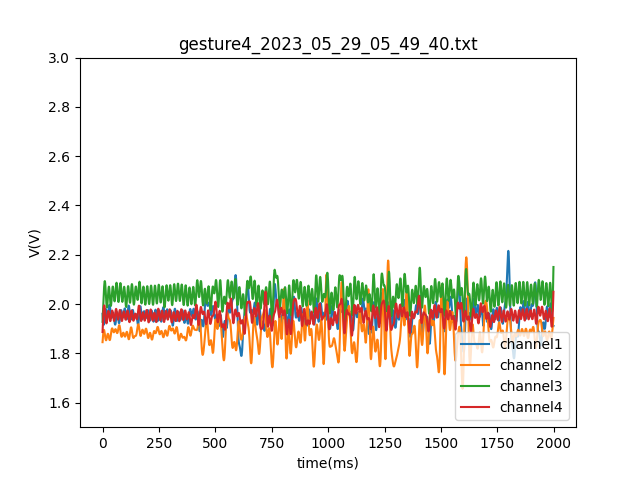 gesture4_2023_05_29_05_49_40.txt
3.0
2.8
2.6
2.4
2.2
2.0
1.8
1.6
V(V)
channel1
channel2
channel3
channel4
0 250 500 750 1000 1250 1500 1750 2000
time(ms)